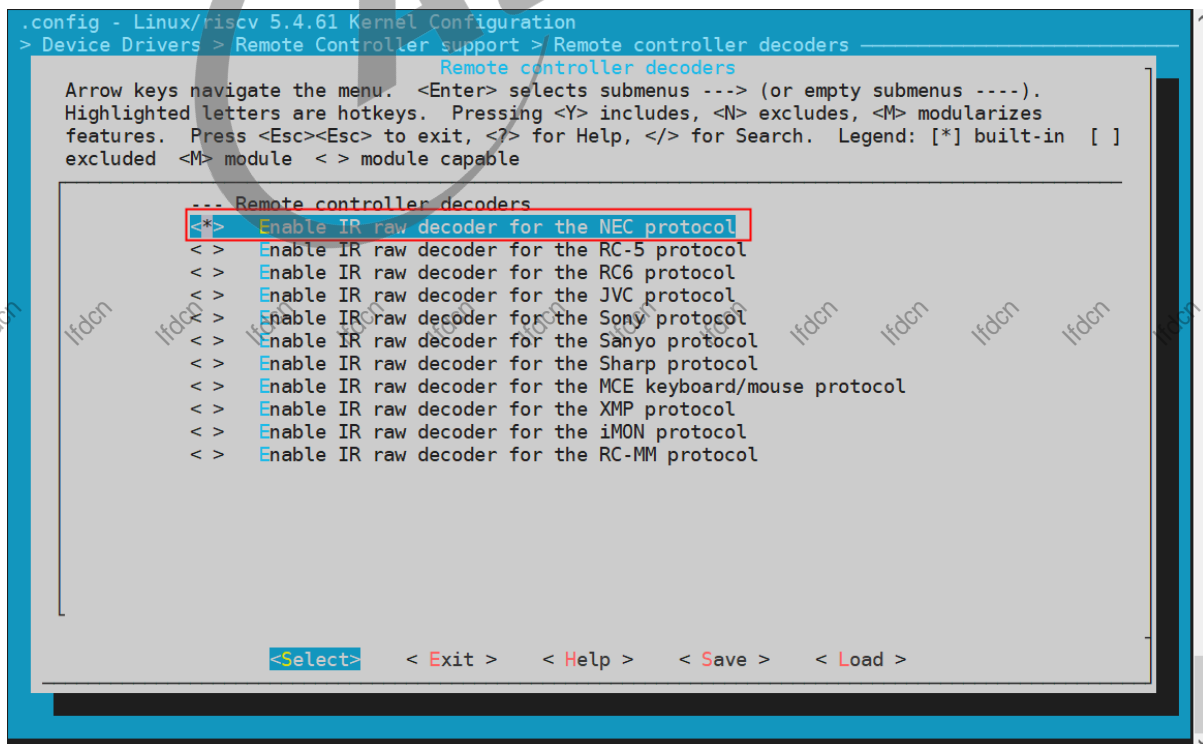 .config - Linux/riscv 5.4.61 Kernel Configuration
> Device Drivers > Remote Controller support > Remote controller decoders
Remote controller decoders
Arrow keys navigate the menu. <Enter> selects submenus ---> (or empty submenus ----).
Highlighted letters are hotkeys. Pressing <Y> includes, <N> excludes, <M> modularizes
features. Press <Esc><Esc> to exit, <?> for Help, </> for Search. Legend: [*] built-in [ ]
excluded <M> module < > module capable
--- Remote controller decoders
<*> Enable IR raw decoder for the NEC protocol
< > Enable IR raw decoder for the RC-5 protocol
< > Enable IR raw decoder for the RC6 protocol
< > Enable IR raw decoder for the JVC protocol
< > Enable IR raw decoder for the Sony protocol
< > Enable IR raw decoder for the Sanyo protocol
< > Enable IR raw decoder for the Sharp protocol
< > Enable IR raw decoder for the MCE keyboard/mouse protocol
< > Enable IR raw decoder for the XMP protocol
< > Enable IR raw decoder for the iMON protocol
< > Enable IR raw decoder for the RC-MM protocol
<Select> < Exit > < Help > < Save > < Load >